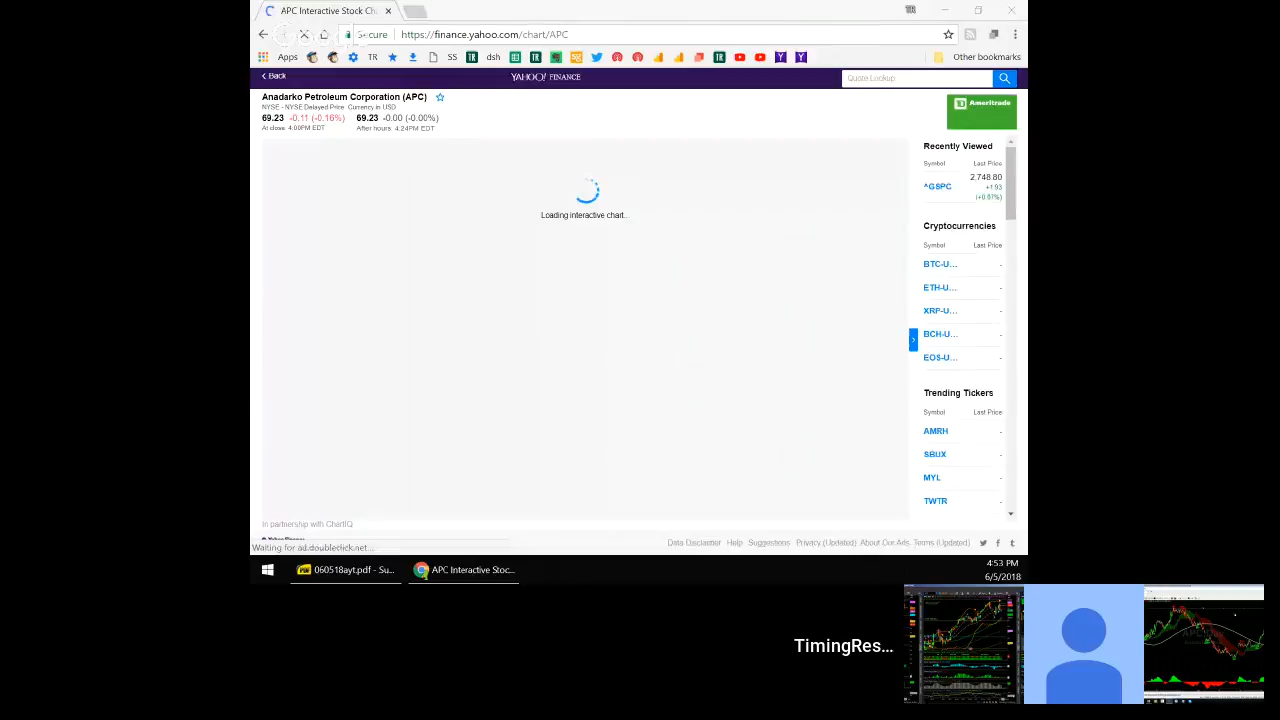 APC Interactive Stock Ch
TR
Secure
https://finance.yahoo.com/chart/APC
Apps TR SS dsh Other bookmarks
Back
YAHOO! FINANCE
Quote Lookup
Anadarko Petroleum Corporation (APC)
NYSE - NYSE Delayed Price. Currency in USD
69.23 -0.11 (-0.16%) 69.23 -0.00 (-0.00%)
At close: 4:00PM EDT After hours: 4:24PM EDT
Ameritrade
Loading interactive chart...
Recently Viewed
Symbol Last Price
^GSPC 2,748.80
+1.93
(+0.07%)
Cryptocurrencies
Symbol Last Price
BTC-U... -
ETH-U... -
XRP-U... -
BCH-U... -
EOS-U... -
Trending Tickers
Symbol Last Price
AMRH -
SBUX -
MYL -
TWTR -
In partnership with ChartIQ
Waiting for ad.doubleclick.net...
Data Disclaimer Help Suggestions Privacy (Updated) About Our Ads Terms (Updated)
060518ayt.pdf - Su...
APC Interactive Stoc...
4:53 PM
6/5/2018
TimingRes...